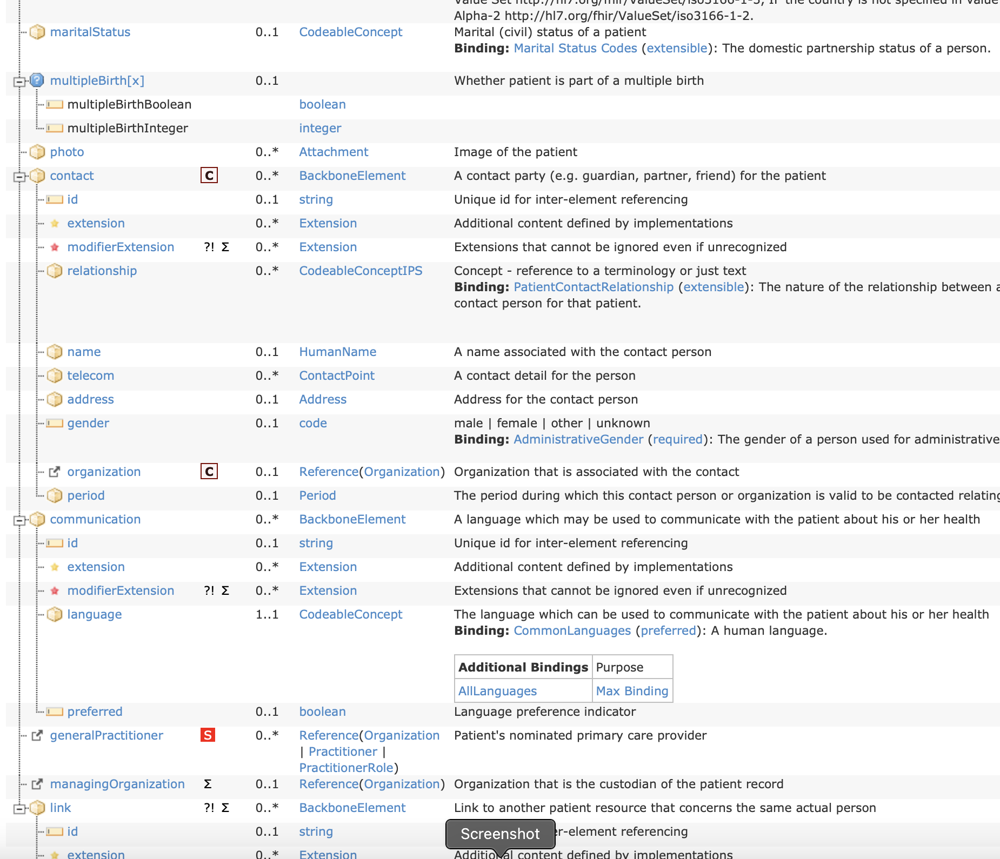 Value Set http://hl7.org/fhir/ValueSet/iso3166-1-3, IF the country is not specified in value
Alpha-2 http://hl7.org/fhir/ValueSet/iso3166-1-2.
maritalStatus 0..1 CodeableConcept Marital (civil) status of a patient
Binding: Marital Status Codes (extensible): The domestic partnership status of a person.
multipleBirth[x] 0..1 Whether patient is part of a multiple birth
multipleBirthBoolean boolean
multipleBirthInteger integer
photo 0..* Attachment Image of the patient
contact C 0..* BackboneElement A contact party (e.g. guardian, partner, friend) for the patient
id 0..1 string Unique id for inter-element referencing
extension 0..* Extension Additional content defined by implementations
modifierExtension ?! Σ 0..* Extension Extensions that cannot be ignored even if unrecognized
relationship 0..* CodeableConceptIPS Concept - reference to a terminology or just text
Binding: PatientContactRelationship (extensible): The nature of the relationship between a
contact person for that patient.
name 0..1 HumanName A name associated with the contact person
telecom 0..* ContactPoint A contact detail for the person
address 0..1 Address Address for the contact person
gender 0..1 code male | female | other | unknown
Binding: AdministrativeGender (required): The gender of a person used for administrative
organization C 0..1 Reference(Organization) Organization that is associated with the contact
period 0..1 Period The period during which this contact person or organization is valid to be contacted relating
communication 0..* BackboneElement A language which may be used to communicate with the patient about his or her health
id 0..1 string Unique id for inter-element referencing
extension 0..* Extension Additional content defined by implementations
modifierExtension ?! Σ 0..* Extension Extensions that cannot be ignored even if unrecognized
language 1..1 CodeableConcept The language which can be used to communicate with the patient about his or her health
Binding: CommonLanguages (preferred): A human language.
Additional Bindings Purpose
AllLanguages Max Binding
preferred 0..1 boolean Language preference indicator
generalPractitioner S 0..* Reference(Organization Patient's nominated primary care provider
| Practitioner |
PractitionerRole)
managingOrganization Σ 0..1 Reference(Organization) Organization that is the custodian of the patient record
link ?! Σ 0..* BackboneElement Link to another patient resource that concerns the same actual person
id 0..1 string r-element referencing
Screenshot
extension 0..* Extension Additional content defined by implementations